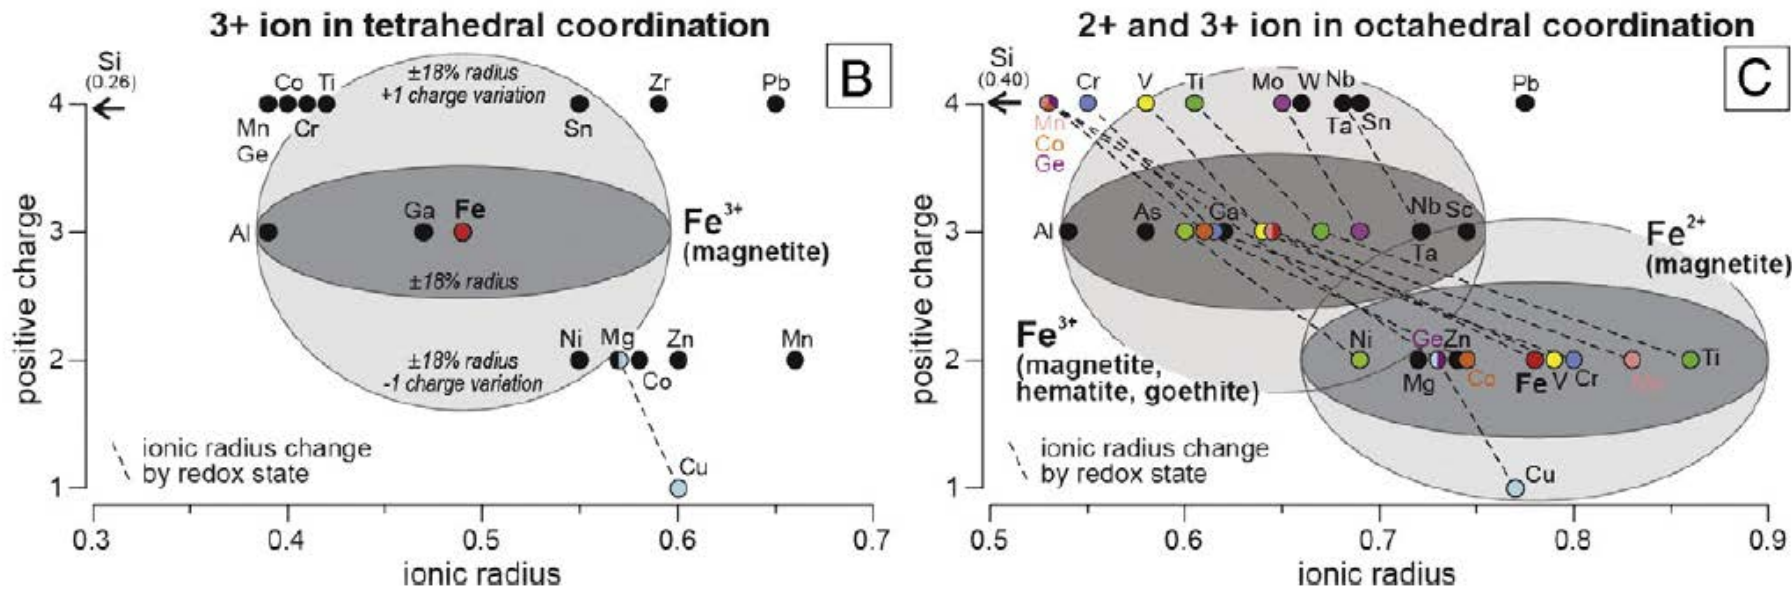 3+ ion in tetrahedral coordination
B
Si
(0.26)
Co Ti
±18% radius
+1 charge variation
Zr
Pb
4
Mn
Cr
Sn
Ge
positive charge
3
Al
Ga
Fe
Fe3+
(magnetite)
±18% radius
2
Ni
Mg
Zn
Mn
±18% radius
-1 charge variation
Co
ionic radius change
by redox state
Cu
1
0.3
0.4
0.5
0.6
0.7
ionic radius
2+ and 3+ ion in octahedral coordination
C
Si
(0.40)
Cr
V
Ti
Mo
W
Nb
Pb
4
Mn
Co
Ge
Ta
Sn
positive charge
3
Al
As
Ga
Nb
Sc
Ta
Fe2+
(magnetite)
Fe3+
(magnetite,
hematite, goethite)
2
Ni
Ge
Zn
Ti
Mg
Co
Fe
V
Cr
ionic radius change
by redox state
Cu
1
0.5
0.6
0.7
0.8
0.9
ionic radius